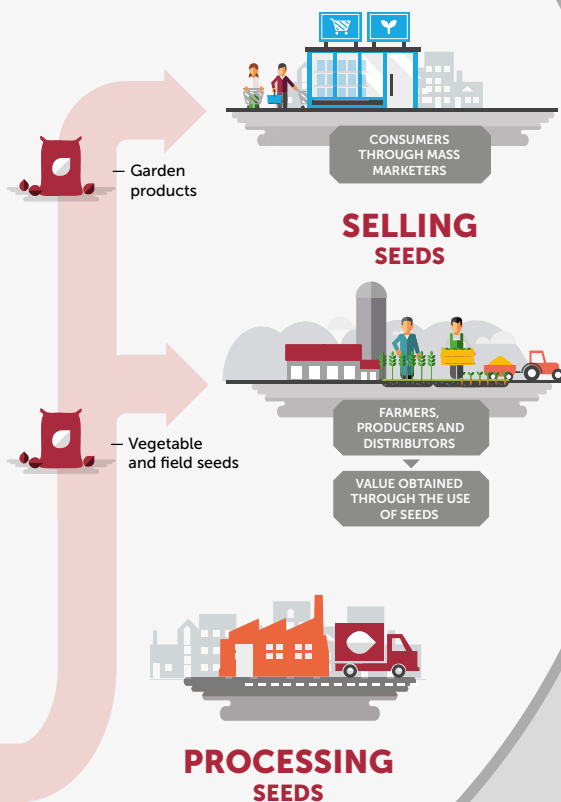 CONSUMERS
THROUGH MASS
MARKETERS
— Garden
products
SELLING
SEEDS
FARMERS,
PRODUCERS AND
DISTRIBUTORS
— Vegetable
and field seeds
VALUE OBTAINED
THROUGH THE USE
OF SEEDS
PROCESSING
SEEDS